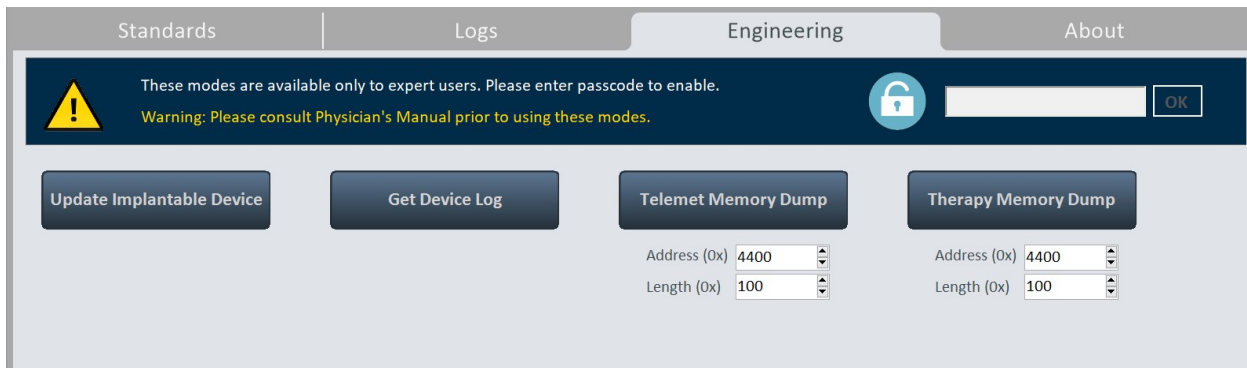 Standards Logs Engineering About
These modes are available only to expert users. Please enter passcode to enable.
Warning: Please consult Physician's Manual prior to using these modes.
OK
Update Implantable Device Get Device Log Telemet Memory Dump Therapy Memory Dump
Address (0x) 4400 Address (0x) 4400
Length (0x) 100 Length (0x) 100